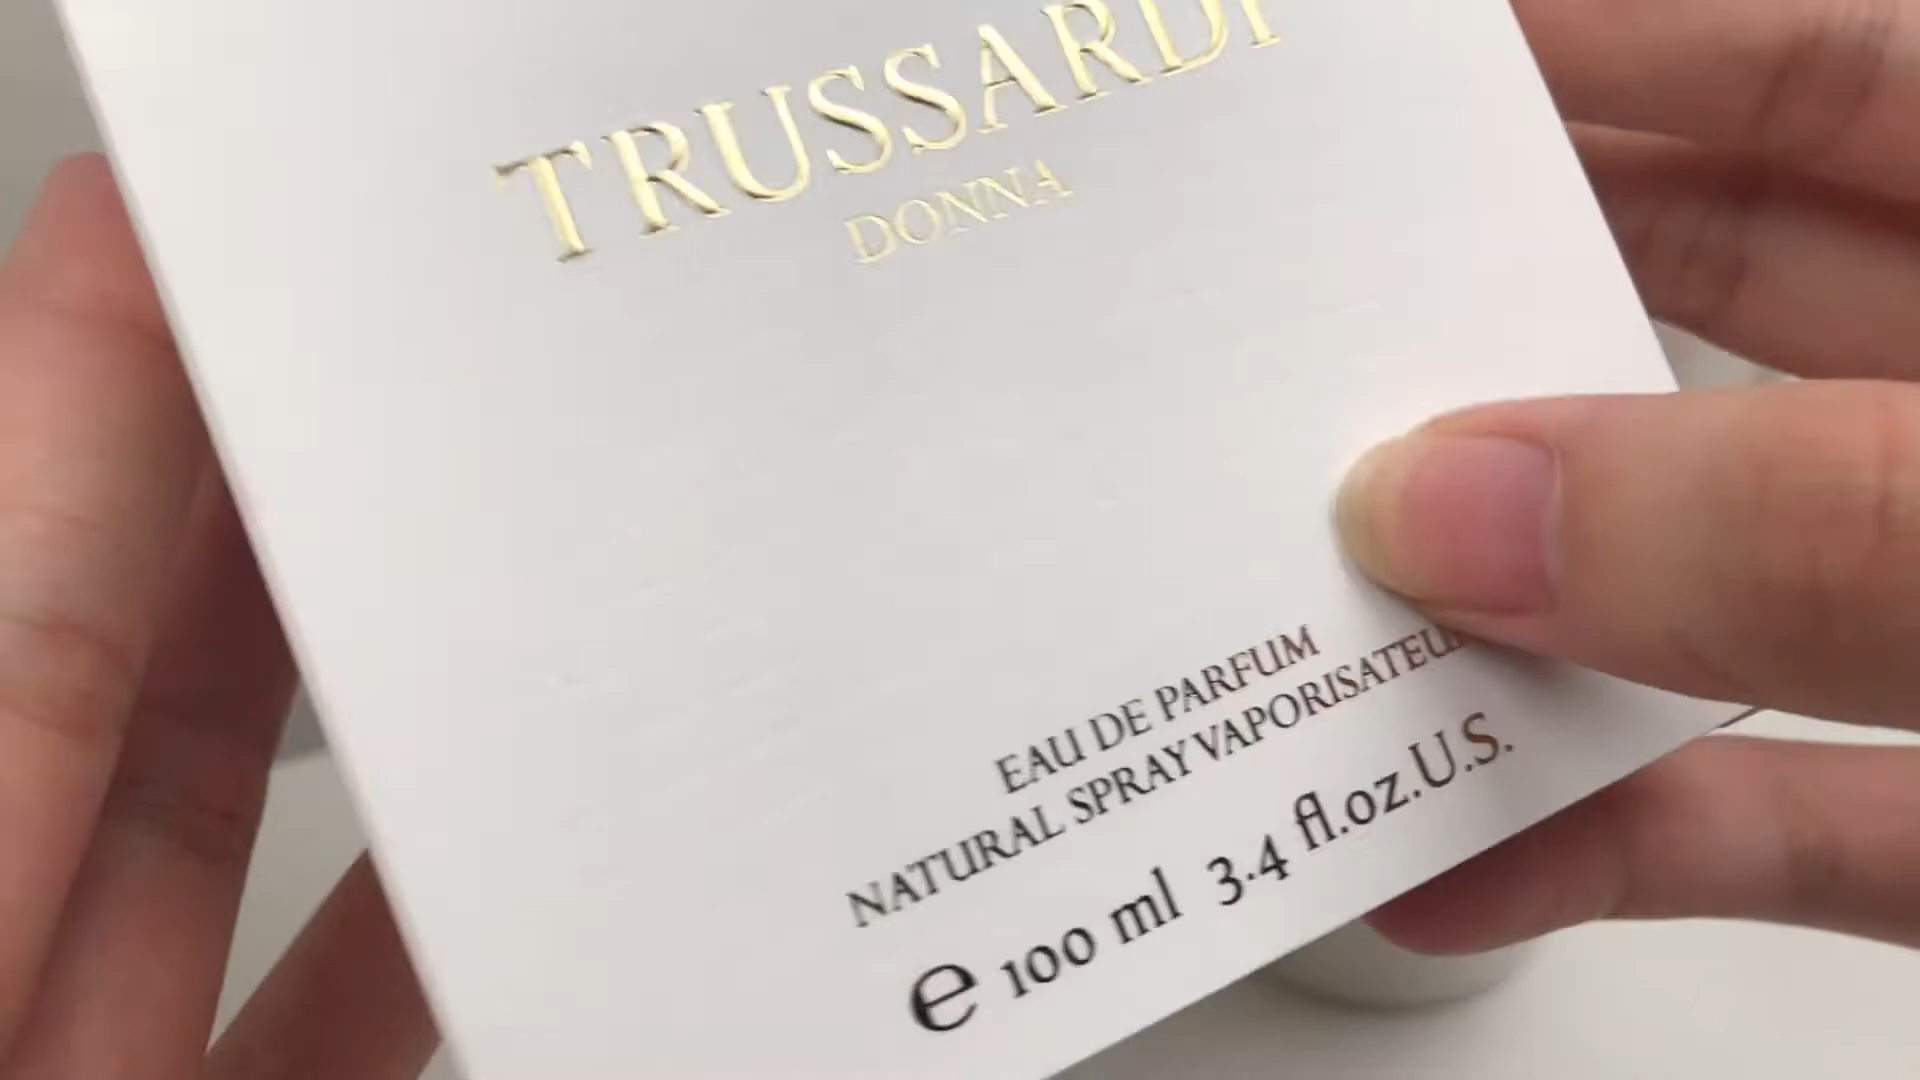 TRUSSARDI
DONNA
EAU DE PARFUM
NATURAL SPRAY VAPORISATEUR
℮ 100 ml 3.4 fl.oz.U.S.